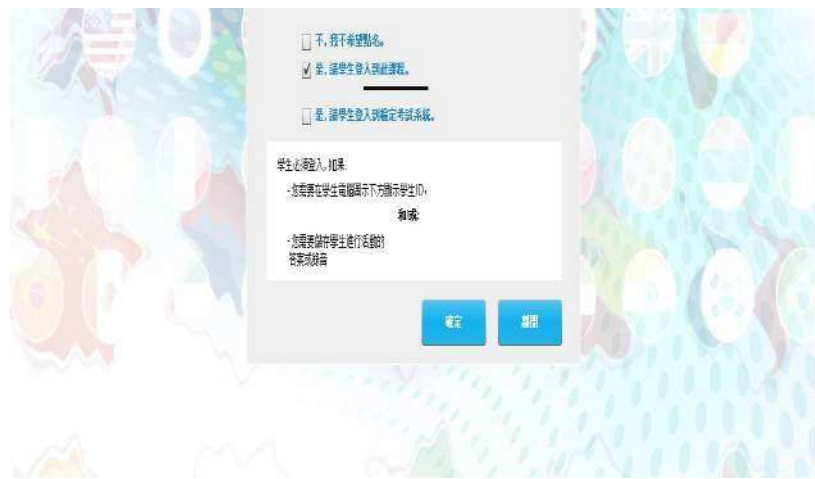 不, 我不希望點名。
是, 讓學生登入到此課程。
是, 讓學生登入到檢定考試系統。
学生必須登入, 如果:
- 您需要在學生電腦圖示下方顯示學生ID,
和或:
- 您需要儲存學生進行活動的
答案或錄音
確定
離開